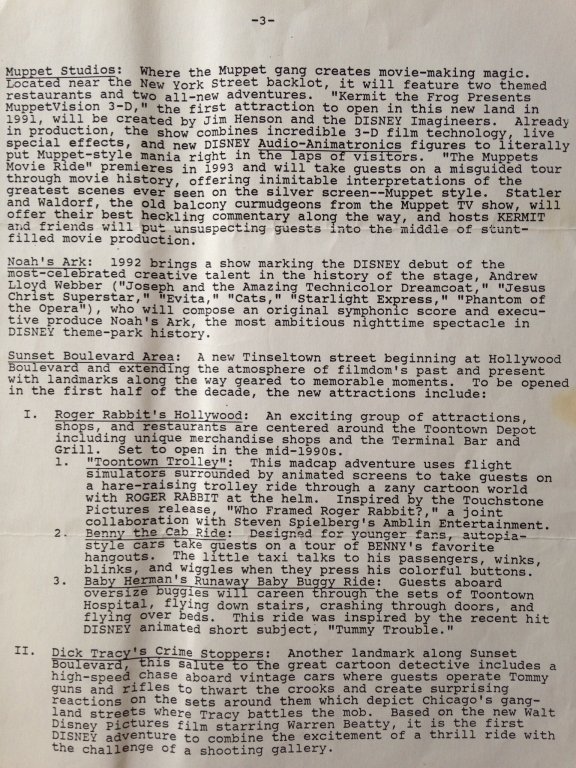 -3-
Muppet Studios:  Where the Muppet gang creates movie-making magic.
Located near the New York Street backlot, it will feature two themed
restaurants and two all-new adventures.  "Kermit the Frog Presents
MuppetVision 3-D," the first attraction to open in this new land in
1991, will be created by Jim Henson and the DISNEY Imagineers.  Already
in production, the show combines incredible 3-D film technology, live
special effects, and new DISNEY Audio-Animatronics figures to literally
put Muppet-style mania right in the laps of visitors.  "The Muppets
Movie Ride" premieres in 1993 and will take guests on a misguided tour
through movie history, offering inimitable interpretations of the
greatest scenes ever seen on the silver screen--Muppet style.  Statler
and Waldorf, the old balcony curmudgeons from the Muppet TV show, will
offer their best heckling commentary along the way, and hosts KERMIT
and friends will put unsuspecting guests into the middle of stunt-
filled movie production.
Noah's Ark:  1992 brings a show marking the DISNEY debut of the
most-celebrated creative talent in the history of the stage, Andrew
Lloyd Webber ("Joseph and the Amazing Technicolor Dreamcoat," "Jesus
Christ Superstar," "Evita," "Cats," "Starlight Express," "Phantom of
the Opera"), who will compose an original symphonic score and execu-
tive produce Noah's Ark, the most ambitious nighttime spectacle in
DISNEY theme-park history.
Sunset Boulevard Area:  A new Tinseltown street beginning at Hollywood
Boulevard and extending the atmosphere of filmdom's past and present
with landmarks along the way geared to memorable moments.  To be opened
in the first half of the decade, the new attractions include:
I.  Roger Rabbit's Hollywood:  An exciting group of attractions,
shops, and restaurants are centered around the Toontown Depot
including unique merchandise shops and the Terminal Bar and
Grill.  Set to open in the mid-1990s.
1.  "Toontown Trolley":  This madcap adventure uses flight
simulators surrounded by animated screens to take guests on
a hare-raising trolley ride through a zany cartoon world
with ROGER RABBIT at the helm.  Inspired by the Touchstone
Pictures release, "Who Framed Roger Rabbit?," a joint
collaboration with Steven Spielberg's Amblin Entertainment.
2.  Benny the Cab Ride:  Designed for younger fans, autopia-
style cars take guests on a tour of BENNY's favorite
hangouts.  The little taxi talks to his passengers, winks,
blinks, and wiggles when they press his colorful buttons.
3.  Baby Herman's Runaway Baby Buggy Ride:  Guests aboard
oversize buggies will careen through the sets of Toontown
Hospital, flying down stairs, crashing through doors, and
flying over beds.  This ride was inspired by the recent hit
DISNEY animated short subject, "Tummy Trouble."
II.  Dick Tracy's Crime Stoppers:  Another landmark along Sunset
Boulevard, this salute to the great cartoon detective includes a
high-speed chase aboard vintage cars where guests operate Tommy
guns and rifles to thwart the crooks and create surprising
reactions on the sets around them which depict Chicago's gang-
land streets where Tracy battles the mob.  Based on the new Walt
Disney Pictures film starring Warren Beatty, it is the first
DISNEY adventure to combine the excitement of a thrill ride with
the challenge of a shooting gallery.